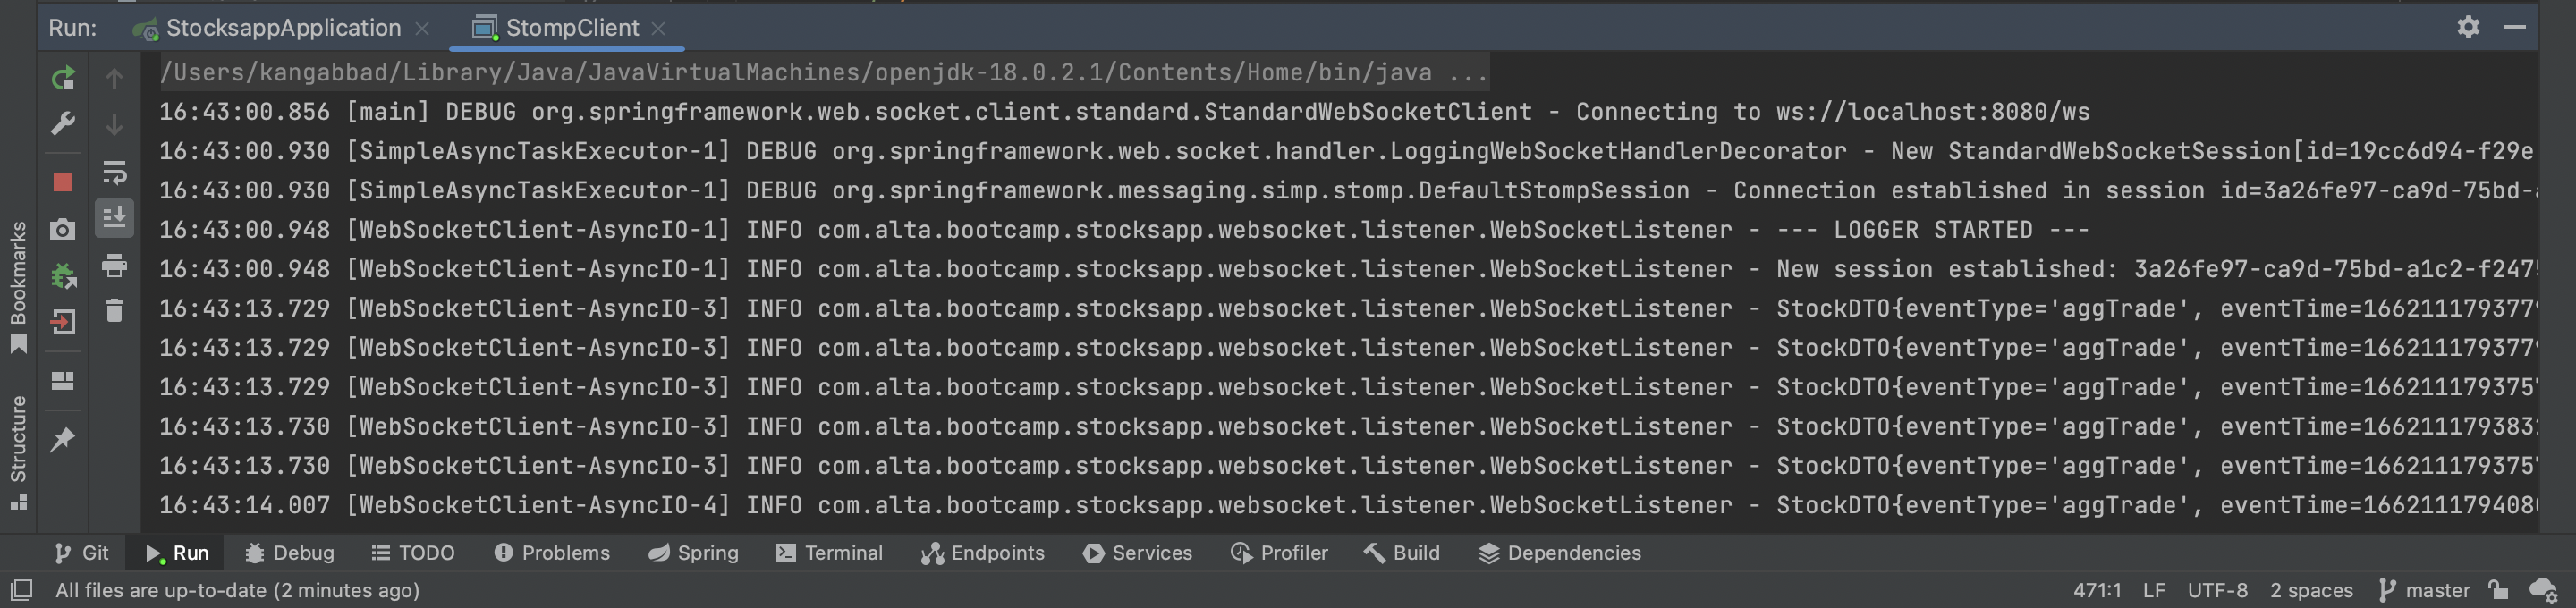 Run: StocksappApplication StompClient
/Users/kangabbad/Library/Java/JavaVirtualMachines/openjdk-18.0.2.1/Contents/Home/bin/java ...
16:43:00.856 [main] DEBUG org.springframework.web.socket.client.standard.StandardWebSocketClient - Connecting to ws://localhost:8080/ws
16:43:00.930 [SimpleAsyncTaskExecutor-1] DEBUG org.springframework.web.socket.handler.LoggingWebSocketHandlerDecorator - New StandardWebSocketSession[id=19cc6d94-f29e-
16:43:00.930 [SimpleAsyncTaskExecutor-1] DEBUG org.springframework.messaging.simp.stomp.DefaultStompSession - Connection established in session id=3a26fe97-ca9d-75bd-a
16:43:00.948 [WebSocketClient-AsyncIO-1] INFO com.alta.bootcamp.stocksapp.websocket.listener.WebSocketListener - --- LOGGER STARTED ---
16:43:00.948 [WebSocketClient-AsyncIO-1] INFO com.alta.bootcamp.stocksapp.websocket.listener.WebSocketListener - New session established: 3a26fe97-ca9d-75bd-a1c2-f2475
16:43:13.729 [WebSocketClient-AsyncIO-3] INFO com.alta.bootcamp.stocksapp.websocket.listener.WebSocketListener - StockDTO{eventType='aggTrade', eventTime=1662111793779
16:43:13.729 [WebSocketClient-AsyncIO-3] INFO com.alta.bootcamp.stocksapp.websocket.listener.WebSocketListener - StockDTO{eventType='aggTrade', eventTime=1662111793779
16:43:13.729 [WebSocketClient-AsyncIO-3] INFO com.alta.bootcamp.stocksapp.websocket.listener.WebSocketListener - StockDTO{eventType='aggTrade', eventTime=1662111793757
16:43:13.730 [WebSocketClient-AsyncIO-3] INFO com.alta.bootcamp.stocksapp.websocket.listener.WebSocketListener - StockDTO{eventType='aggTrade', eventTime=1662111793832
16:43:13.730 [WebSocketClient-AsyncIO-3] INFO com.alta.bootcamp.stocksapp.websocket.listener.WebSocketListener - StockDTO{eventType='aggTrade', eventTime=1662111793757
16:43:14.007 [WebSocketClient-AsyncIO-4] INFO com.alta.bootcamp.stocksapp.websocket.listener.WebSocketListener - StockDTO{eventType='aggTrade', eventTime=1662111794080
Bookmarks
Structure
Git Run Debug TODO Problems Spring Terminal Endpoints Services Profiler Build Dependencies
All files are up-to-date (2 minutes ago) 471:1 LF UTF-8 2 spaces master